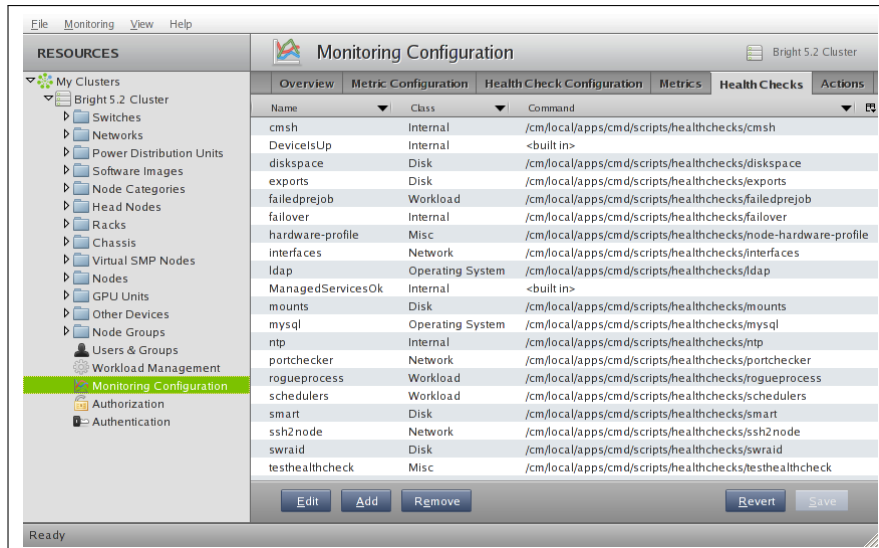 File Monitoring View Help
RESOURCES
Monitoring Configuration
Bright 5.2 Cluster
My Clusters
Bright 5.2 Cluster
Switches
Networks
Power Distribution Units
Software Images
Node Categories
Head Nodes
Racks
Chassis
Virtual SMP Nodes
Nodes
GPU Units
Other Devices
Node Groups
Users & Groups
Workload Management
Monitoring Configuration
Authorization
Authentication
Overview Metric Configuration Health Check Configuration Metrics Health Checks Actions
Name Class Command
cmsh Internal /cm/local/apps/cmd/scripts/healthchecks/cmsh
DeviceIsUp Internal <built in>
diskspace Disk /cm/local/apps/cmd/scripts/healthchecks/diskspace
exports Disk /cm/local/apps/cmd/scripts/healthchecks/exports
failedprejob Workload /cm/local/apps/cmd/scripts/healthchecks/failedprejob
failover Internal /cm/local/apps/cmd/scripts/healthchecks/failover
hardware-profile Misc /cm/local/apps/cmd/scripts/healthchecks/node-hardware-profile
interfaces Network /cm/local/apps/cmd/scripts/healthchecks/interfaces
ldap Operating System /cm/local/apps/cmd/scripts/healthchecks/ldap
ManagedServicesOk Internal <built in>
mounts Disk /cm/local/apps/cmd/scripts/healthchecks/mounts
mysql Operating System /cm/local/apps/cmd/scripts/healthchecks/mysql
ntp Internal /cm/local/apps/cmd/scripts/healthchecks/ntp
portchecker Network /cm/local/apps/cmd/scripts/healthchecks/portchecker
rogueprocess Workload /cm/local/apps/cmd/scripts/healthchecks/rogueprocess
schedulers Workload /cm/local/apps/cmd/scripts/healthchecks/schedulers
smart Disk /cm/local/apps/cmd/scripts/healthchecks/smart
ssh2node Network /cm/local/apps/cmd/scripts/healthchecks/ssh2node
swraid Disk /cm/local/apps/cmd/scripts/healthchecks/swraid
testhealthcheck Misc /cm/local/apps/cmd/scripts/healthchecks/testhealthcheck
Edit Add Remove Revert Save
Ready